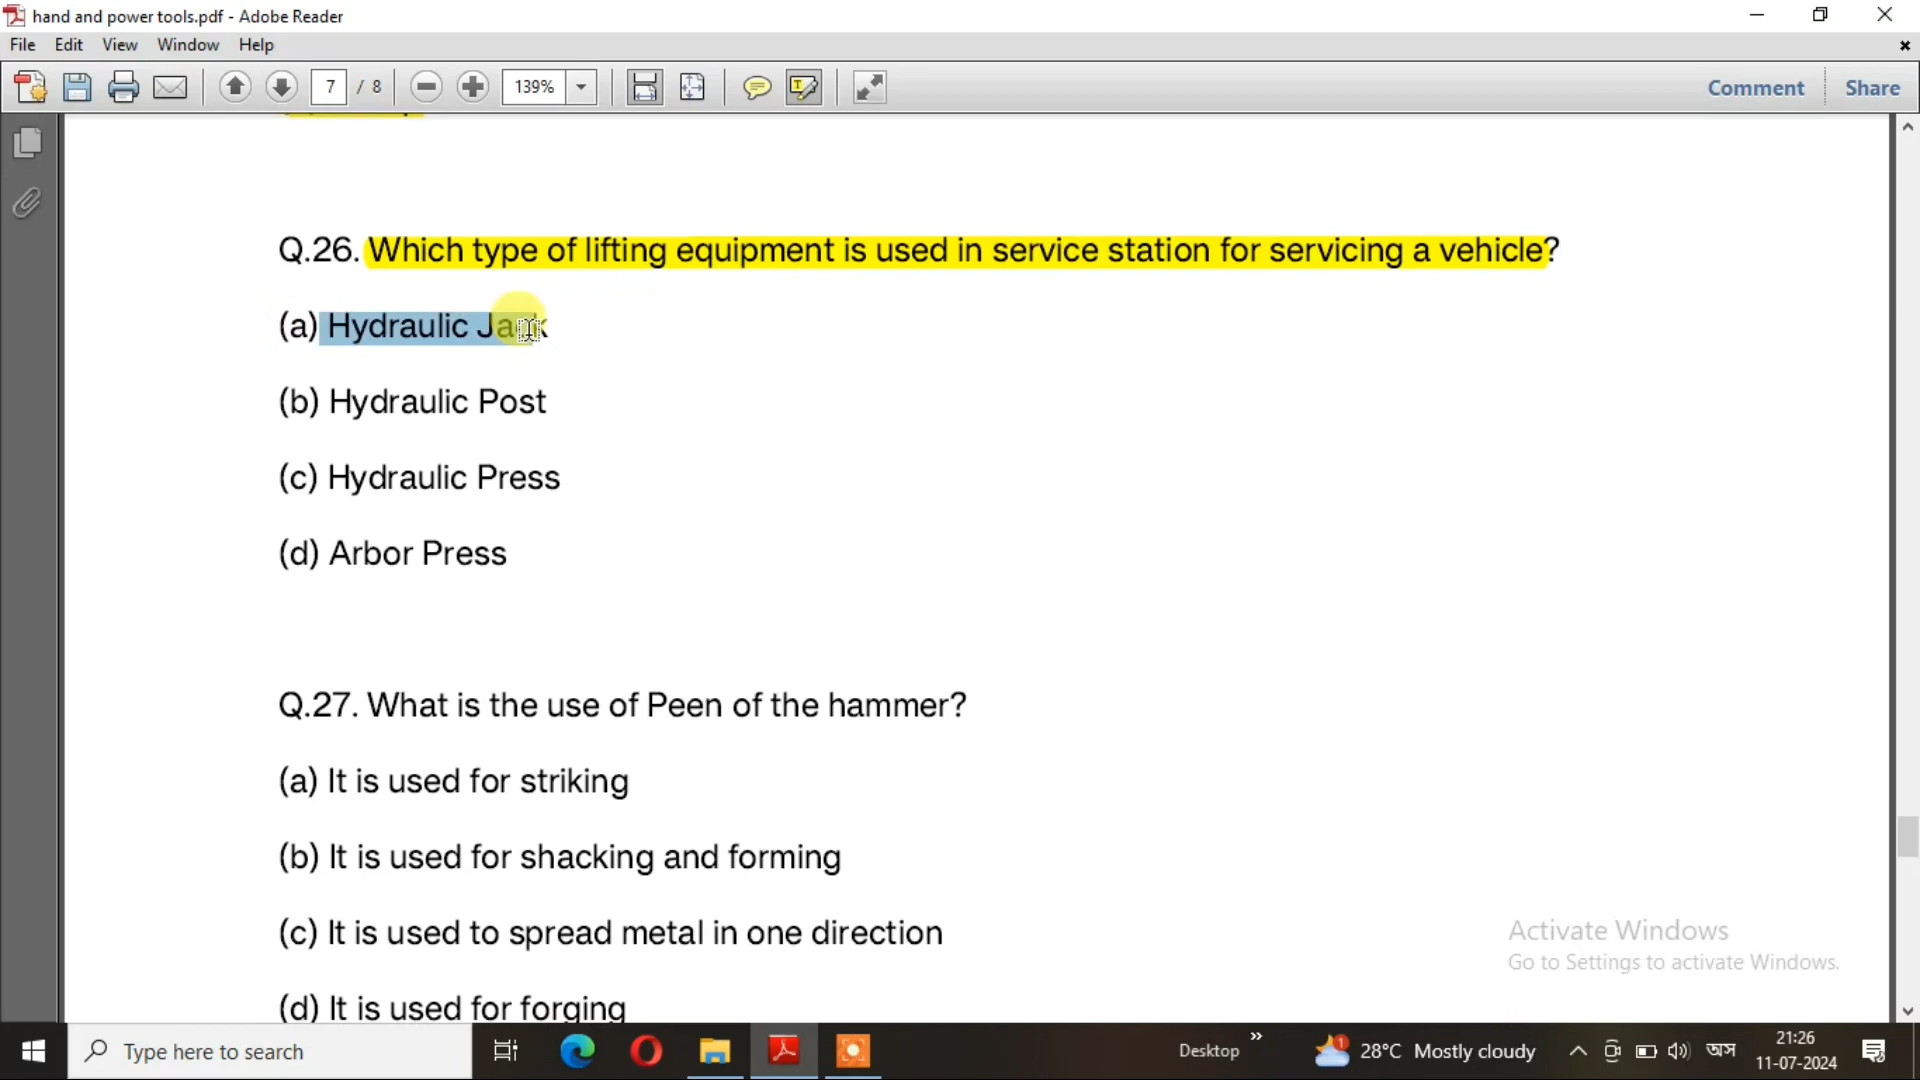 hand and power tools.pdf - Adobe Reader
File Edit View Window Help
7 / 8 139% Comment Share
Q.26. Which type of lifting equipment is used in service station for servicing a vehicle?
(a) Hydraulic Jack
(b) Hydraulic Post
(c) Hydraulic Press
(d) Arbor Press
Q.27. What is the use of Peen of the hammer?
(a) It is used for striking
(b) It is used for shacking and forming
(c) It is used to spread metal in one direction
(d) It is used for forging
Activate Windows
Go to Settings to activate Windows.
Type here to search
Desktop
28°C Mostly cloudy
অস
21:26
11-07-2024